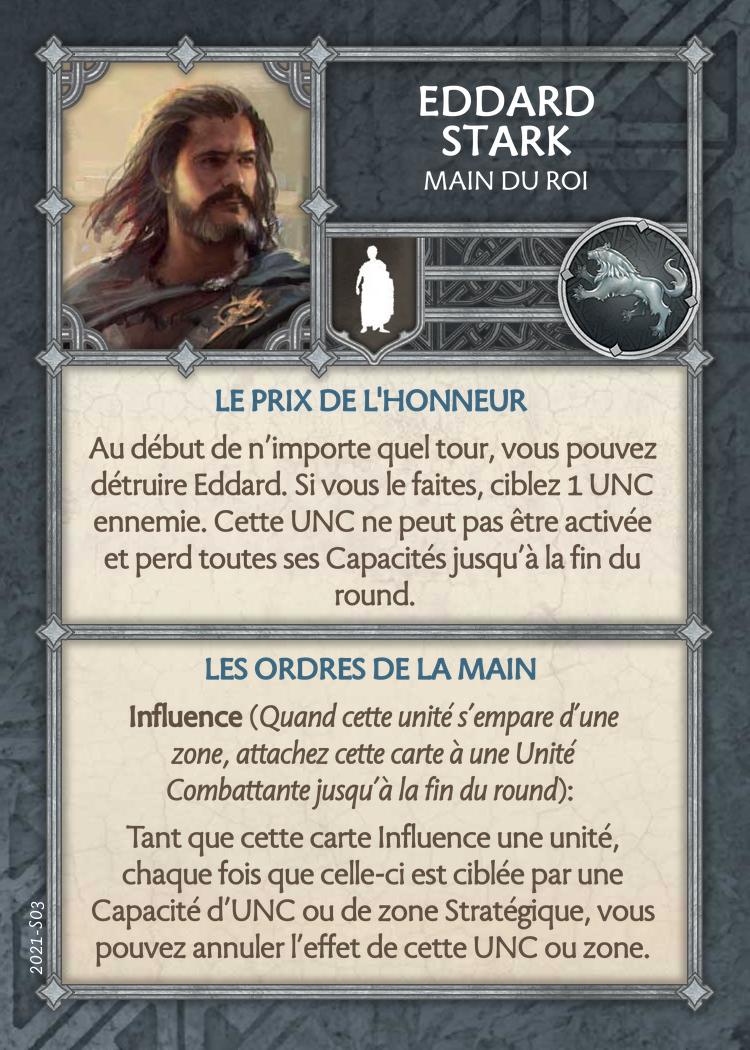 EDDARD
STARK
MAIN DU ROI
LE PRIX DE L'HONNEUR
Au début de n’importe quel tour, vous pouvez
détruire Eddard. Si vous le faites, ciblez 1 UNC
ennemie. Cette UNC ne peut pas être activée
et perd toutes ses Capacités jusqu’à la fin du
round.
LES ORDRES DE LA MAIN
Influence (Quand cette unité s’empare d’une
zone, attachez cette carte à une Unité
Combattante jusqu’à la fin du round):
Tant que cette carte Influence une unité,
chaque fois que celle-ci est ciblée par une
Capacité d’UNC ou de zone Stratégique, vous
pouvez annuler l’effet de cette UNC ou zone.
2021-S03